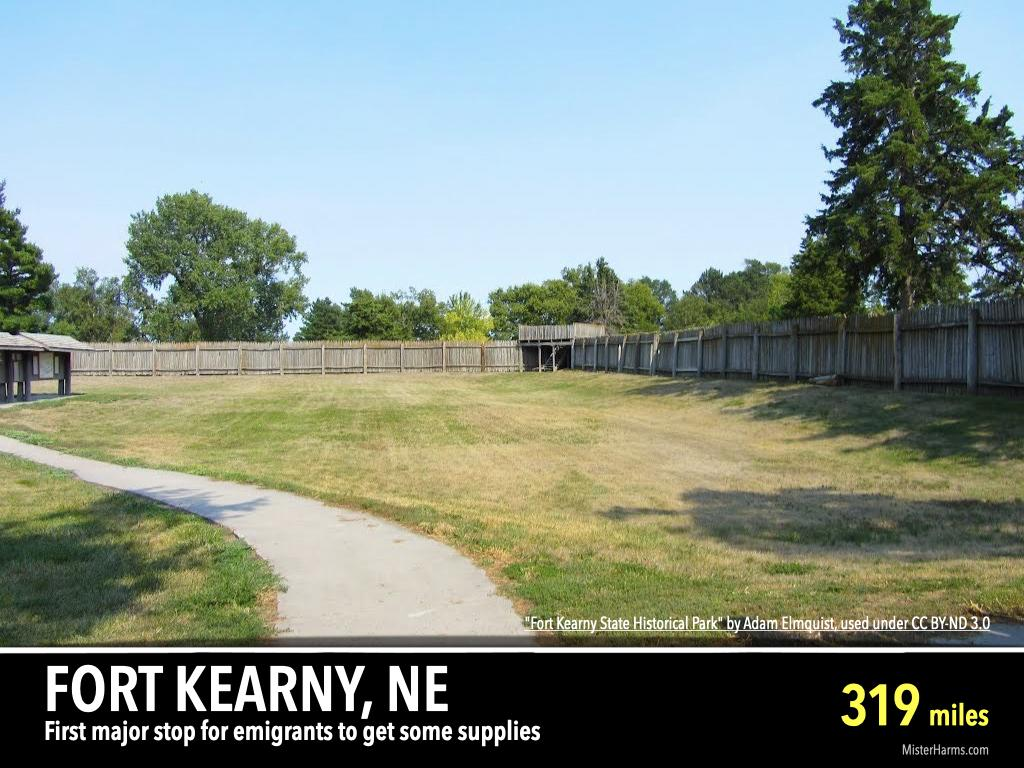 "Fort Kearny State Historical Park" by Adam Elmquist, used under CC BY-ND 3.0
FORT KEARNY, NE
First major stop for emigrants to get some supplies
319 miles
MisterHarms.com